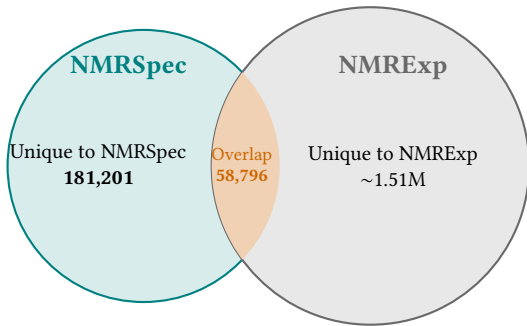 NMRSpec
NMRExp
Unique to NMRSpec
181,201
Overlap
58,796
Unique to NMRExp
~1.51M